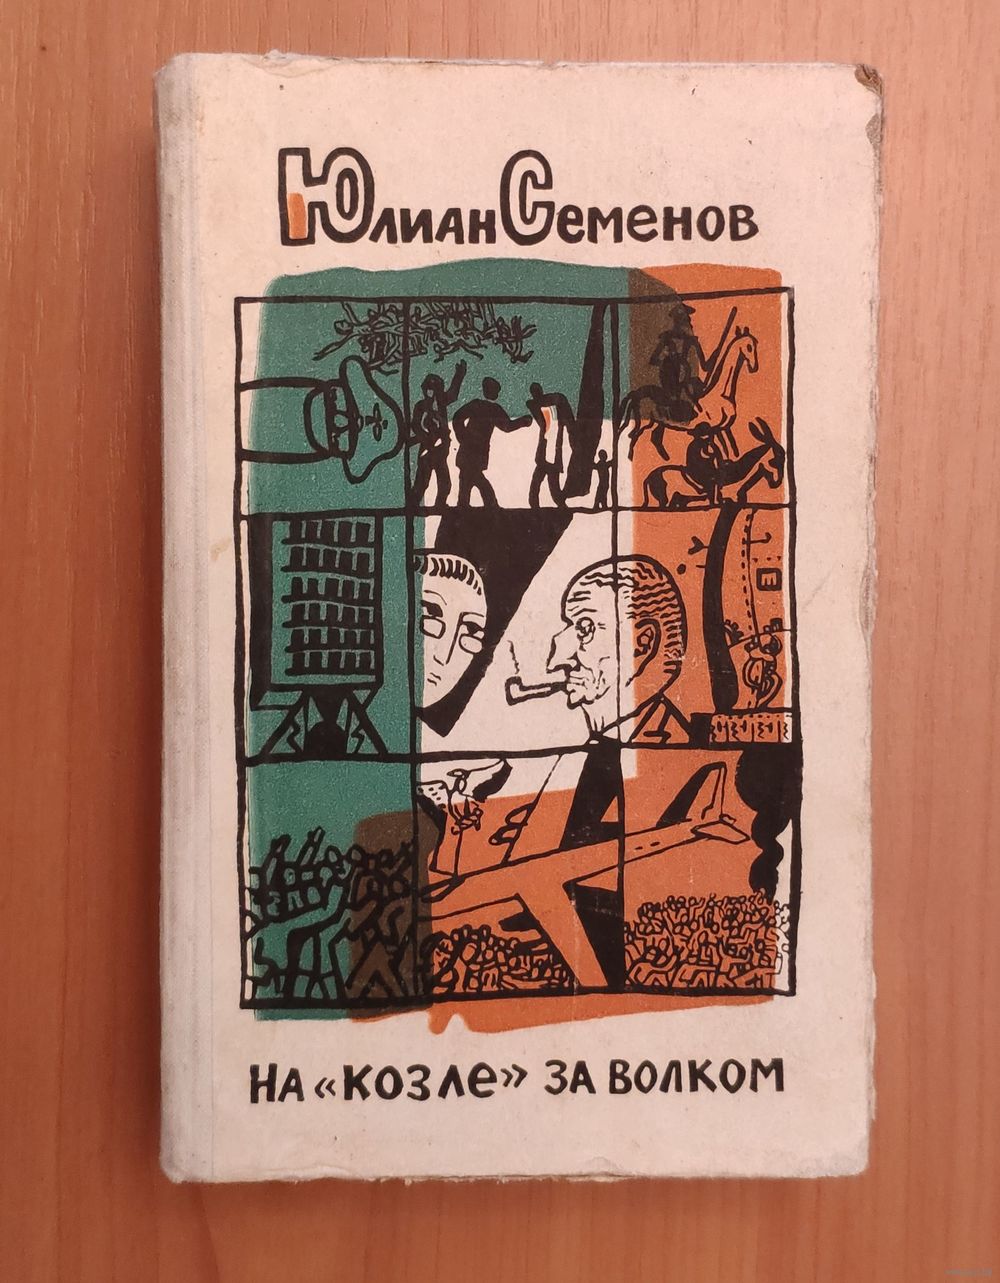 Юлиан Семенов
на «козле» за волком